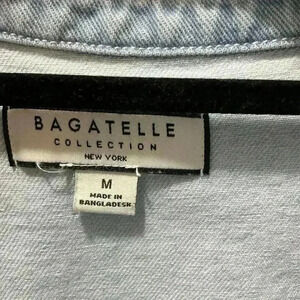 BAGATELLE
COLLECTION
NEW YORK
M
MADE IN
BANGLADESH